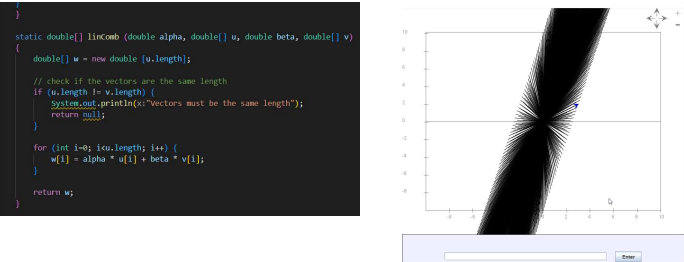 }
}
static double[] linComb (double alpha, double[] u, double beta, double[] v)
{
double[] w = new double [u.length];
// check if the vectors are the same length
if (u.length != v.length) {
System.out.println(x:"Vectors must be the same length");
return null;
}
for (int i=0; i<u.length; i++) {
w[i] = alpha * u[i] + beta * v[i];
}
return w;
}
+
-
10
8
6
4
2
0
-2
-4
-6
-8
-8
-6
-4
0
2
4
6
8
10
Enter